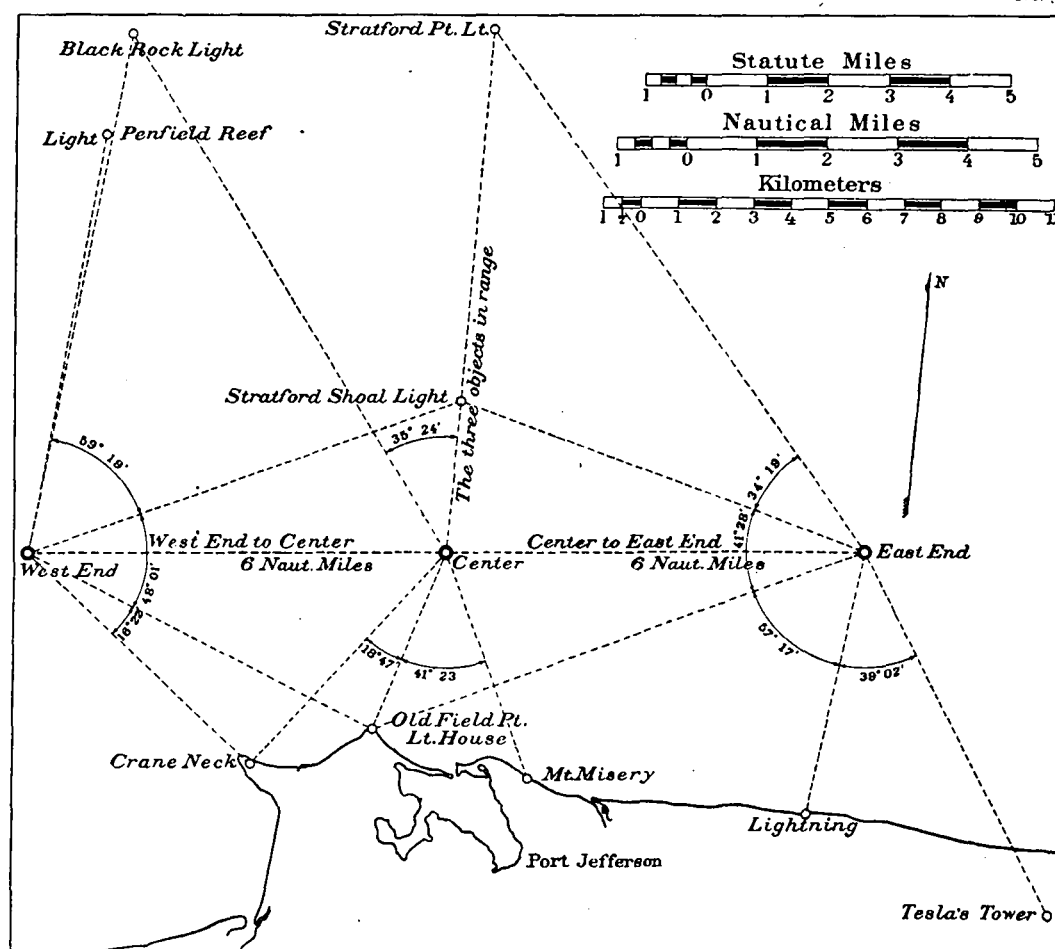 Black Rock Light
Stratford Pt. Lt.
Statute Miles
1 0 1 2 3 4 5
Light Penfield Reef
Nautical Miles
1 0 1 2 3 4 5
Kilometers
1 ½ 0 1 2 3 4 5 6 7 8 9 10 11
N
The three objects in range
Stratford Shoal Light
59° 19'
35° 24'
34° 19'
41° 28'
West End to Center
6 Naut. Miles
Center to East End
6 Naut. Miles
West End
Center
East End
48° 01'
16° 22'
57° 17'
18° 47'
41° 23
39° 02'
Old Field Pt.
Lt. House
Crane Neck
Mt. Misery
Lightning
Port Jefferson
Tesla's Tower